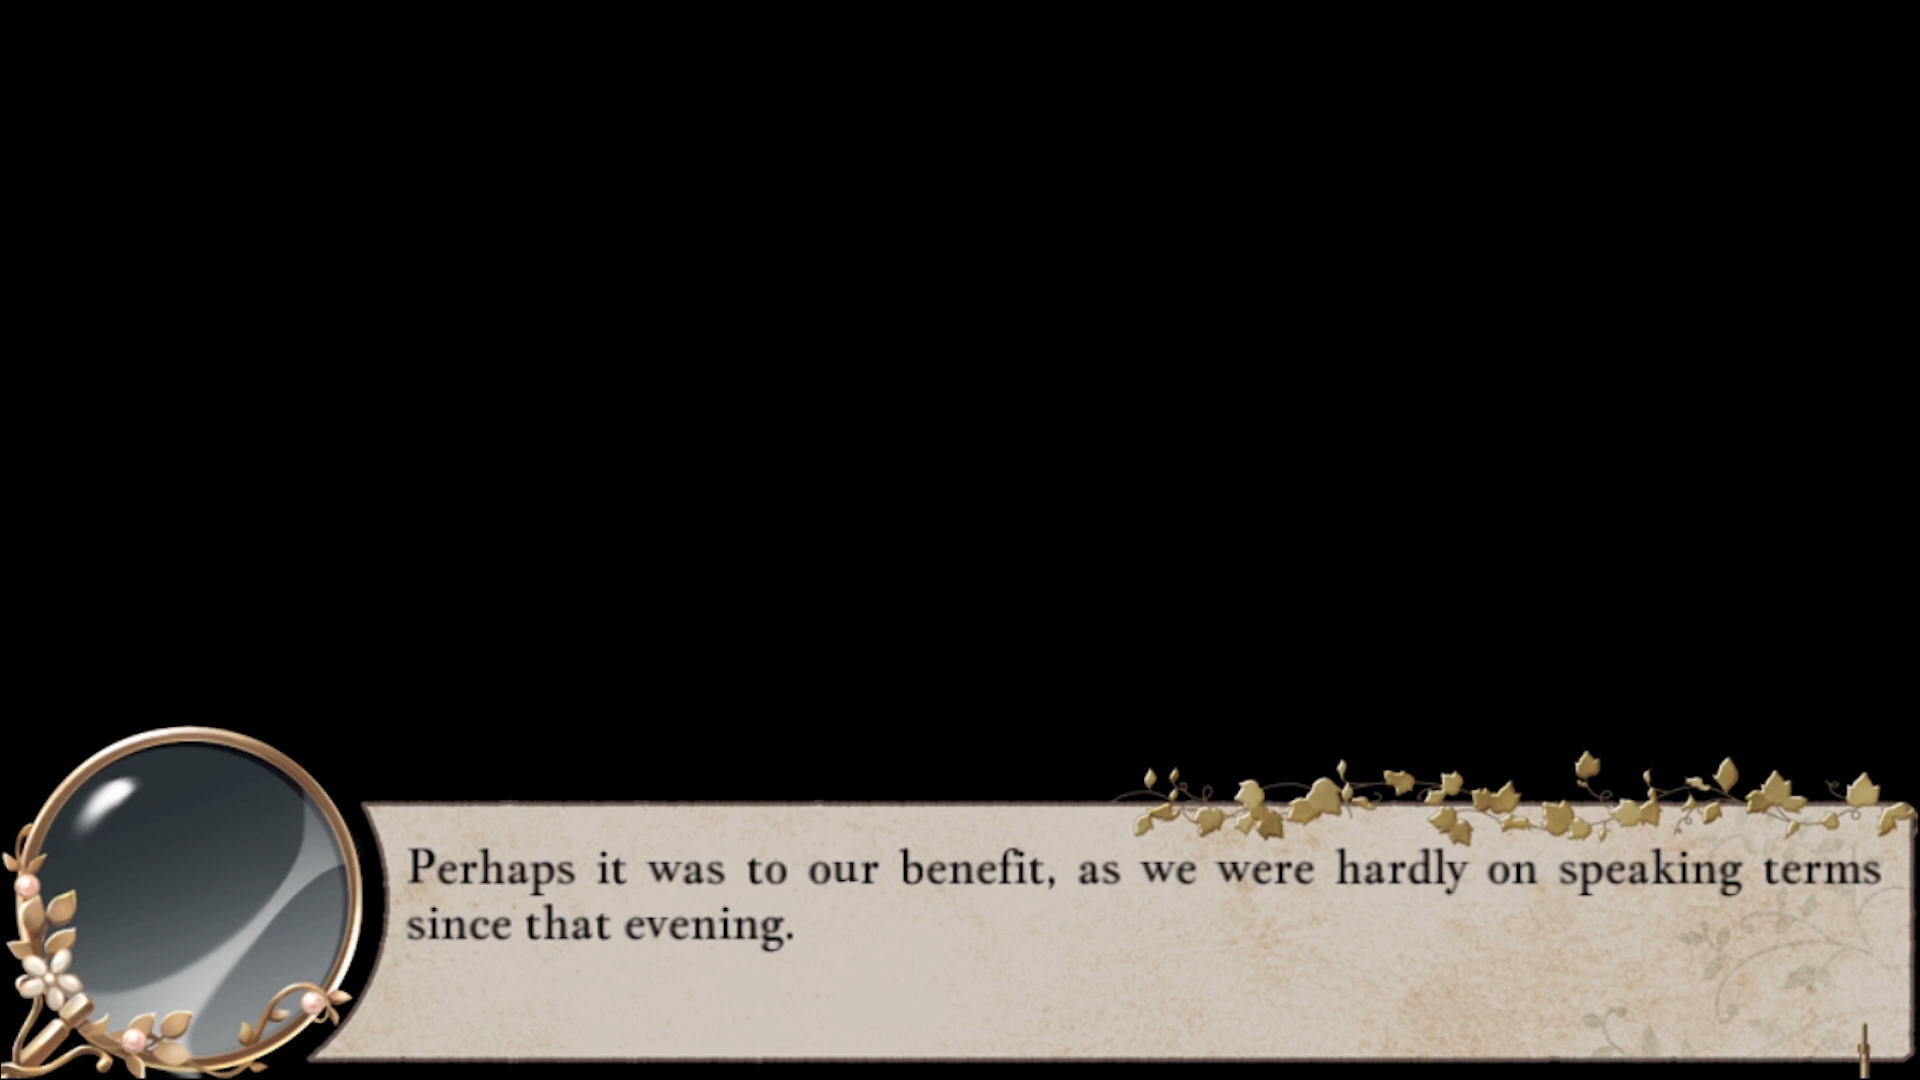 Perhaps it was to our benefit, as we were hardly on speaking terms
since that evening.